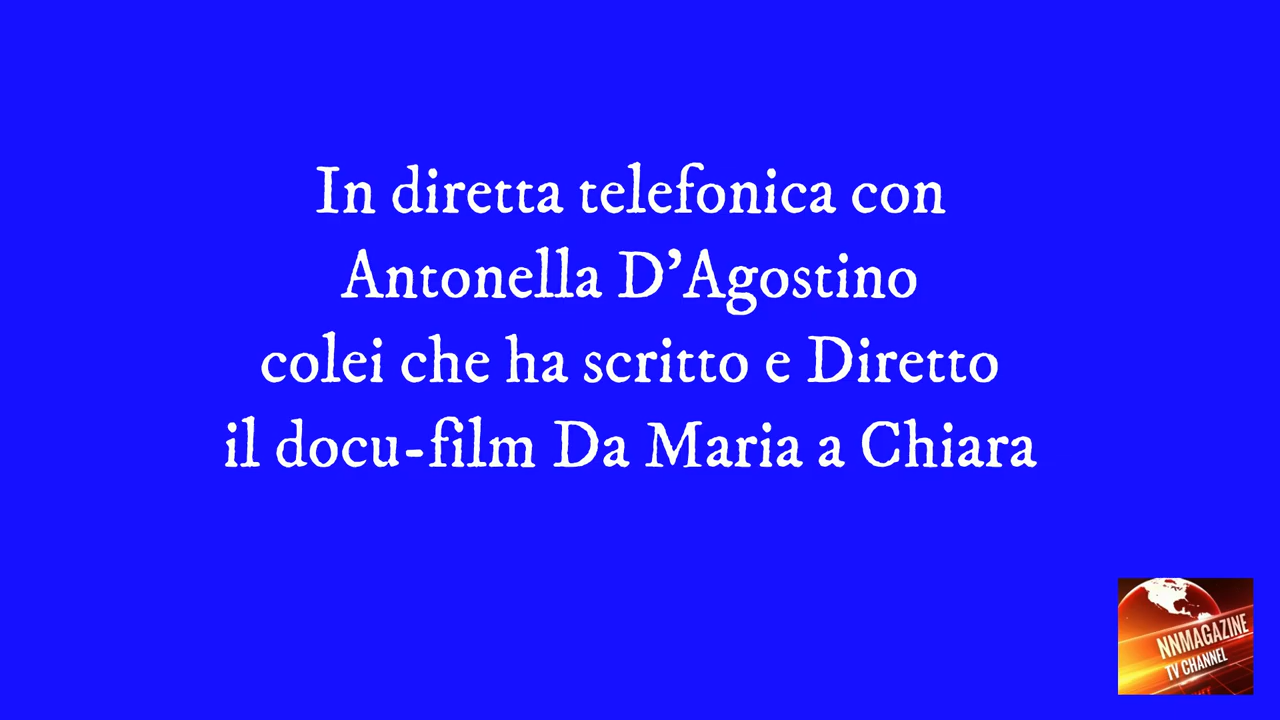 In diretta telefonica con
Antonella D’Agostino
colei che ha scritto e Diretto
il docu-film Da Maria a Chiara
NNMAGAZINE
TV CHANNEL